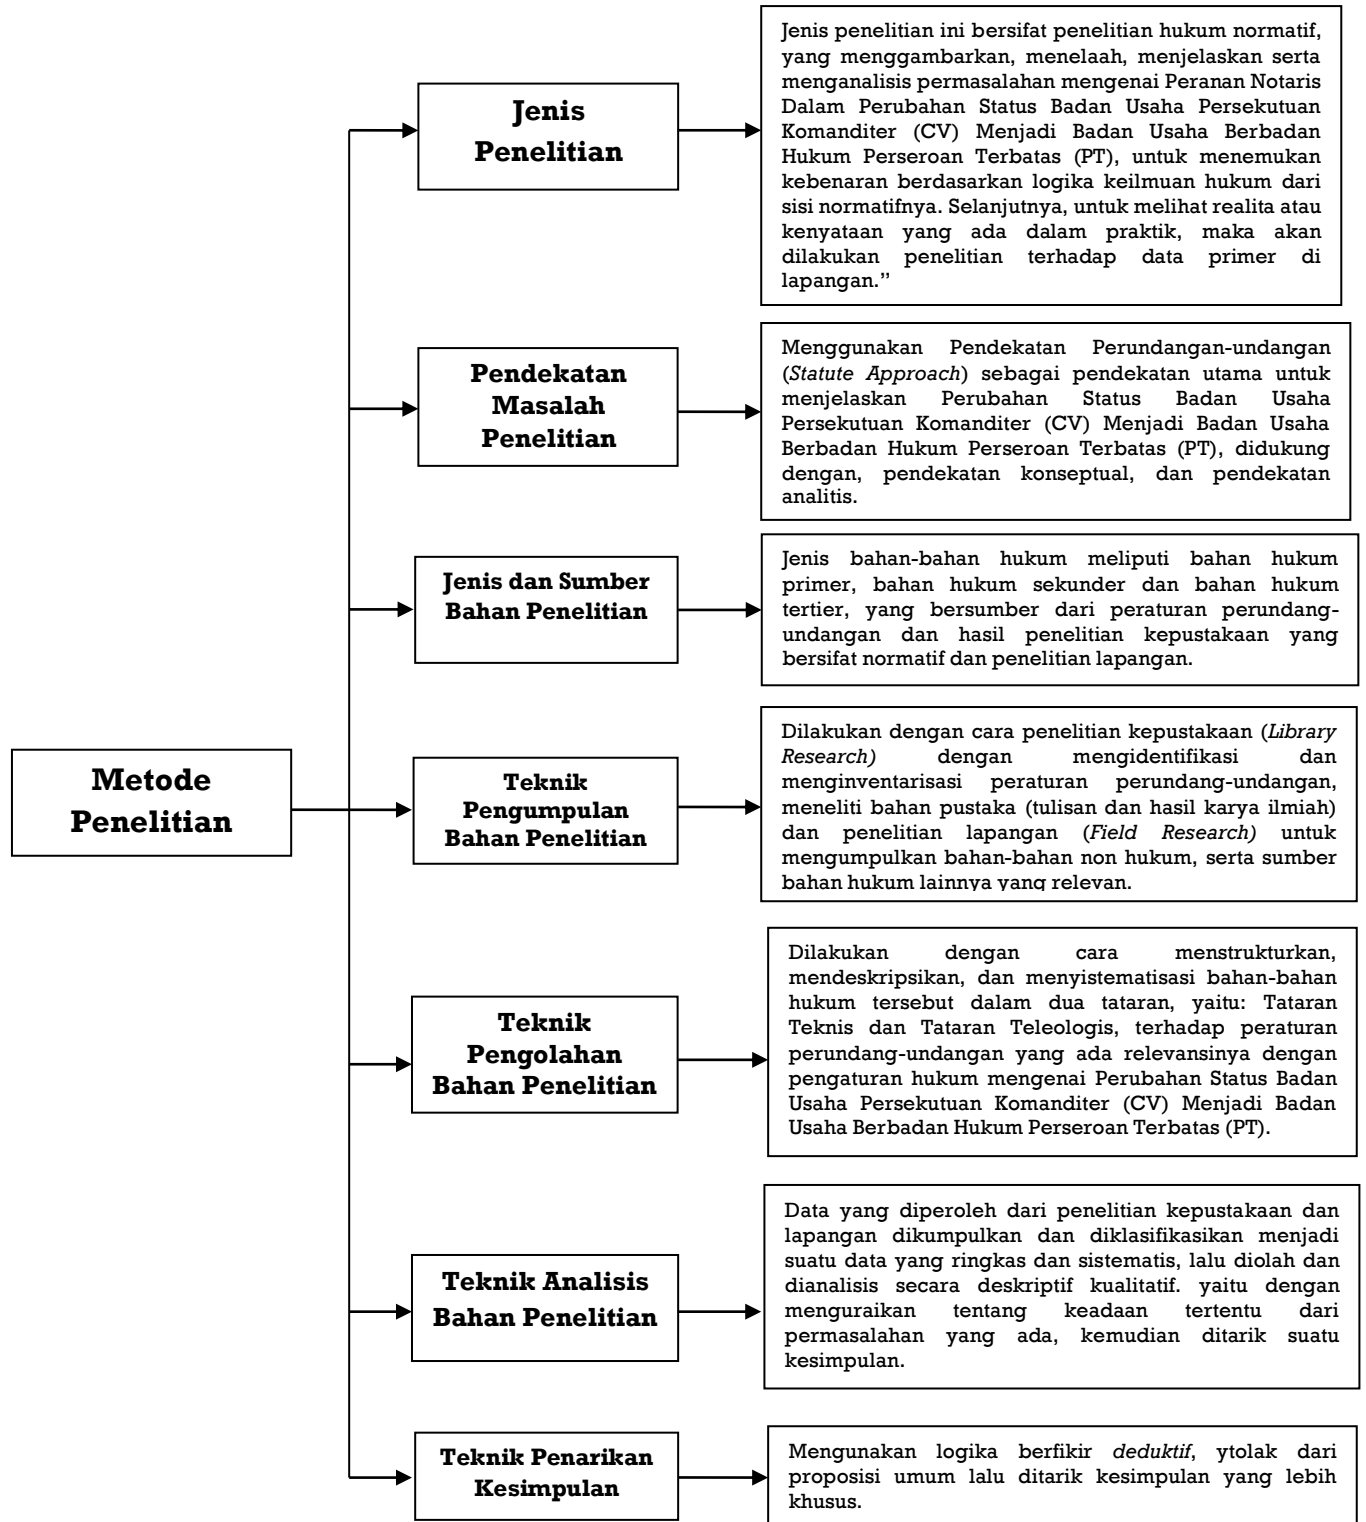 Jenis
Penelitian
Jenis penelitian ini bersifat penelitian hukum normatif,
yang menggambarkan, menelaah, menjelaskan serta
menganalisis permasalahan mengenai Peranan Notaris
Dalam Perubahan Status Badan Usaha Persekutuan
Komanditer (CV) Menjadi Badan Usaha Berbadan
Hukum Perseroan Terbatas (PT), untuk menemukan
kebenaran berdasarkan logika keilmuan hukum dari
sisi normatifnya. Selanjutnya, untuk melihat realita atau
kenyataan yang ada dalam praktik, maka akan
dilakukan penelitian terhadap data primer di
lapangan.”
Pendekatan
Masalah
Penelitian
Menggunakan Pendekatan Perundangan-undangan
(Statute Approach) sebagai pendekatan utama untuk
menjelaskan Perubahan Status Badan Usaha
Persekutuan Komanditer (CV) Menjadi Badan Usaha
Berbadan Hukum Perseroan Terbatas (PT), didukung
dengan, pendekatan konseptual, dan pendekatan
analitis.
Jenis dan Sumber
Bahan Penelitian
Jenis bahan-bahan hukum meliputi bahan hukum
primer, bahan hukum sekunder dan bahan hukum
tertier, yang bersumber dari peraturan perundang-
undangan dan hasil penelitian kepustakaan yang
bersifat normatif dan penelitian lapangan.
Metode
Penelitian
Teknik
Pengumpulan
Bahan Penelitian
Dilakukan dengan cara penelitian kepustakaan (Library
Research) dengan mengidentifikasi dan
menginventarisasi peraturan perundang-undangan,
meneliti bahan pustaka (tulisan dan hasil karya ilmiah)
dan penelitian lapangan (Field Research) untuk
mengumpulkan bahan-bahan non hukum, serta sumber
bahan hukum lainnya yang relevan.
Teknik
Pengolahan
Bahan Penelitian
Dilakukan dengan cara menstrukturkan,
mendeskripsikan, dan menyistematisasi bahan-bahan
hukum tersebut dalam dua tataran, yaitu: Tataran
Teknis dan Tataran Teleologis, terhadap peraturan
perundang-undangan yang ada relevansinya dengan
pengaturan hukum mengenai Perubahan Status Badan
Usaha Persekutuan Komanditer (CV) Menjadi Badan
Usaha Berbadan Hukum Perseroan Terbatas (PT).
Teknik Analisis
Bahan Penelitian
Data yang diperoleh dari penelitian kepustakaan dan
lapangan dikumpulkan dan diklasifikasikan menjadi
suatu data yang ringkas dan sistematis, lalu diolah dan
dianalisis secara deskriptif kualitatif. yaitu dengan
menguraikan tentang keadaan tertentu dari
permasalahan yang ada, kemudian ditarik suatu
kesimpulan.
Teknik Penarikan
Kesimpulan
Mengunakan logika berfikir deduktif, ytolak dari
proposisi umum lalu ditarik kesimpulan yang lebih
khusus.